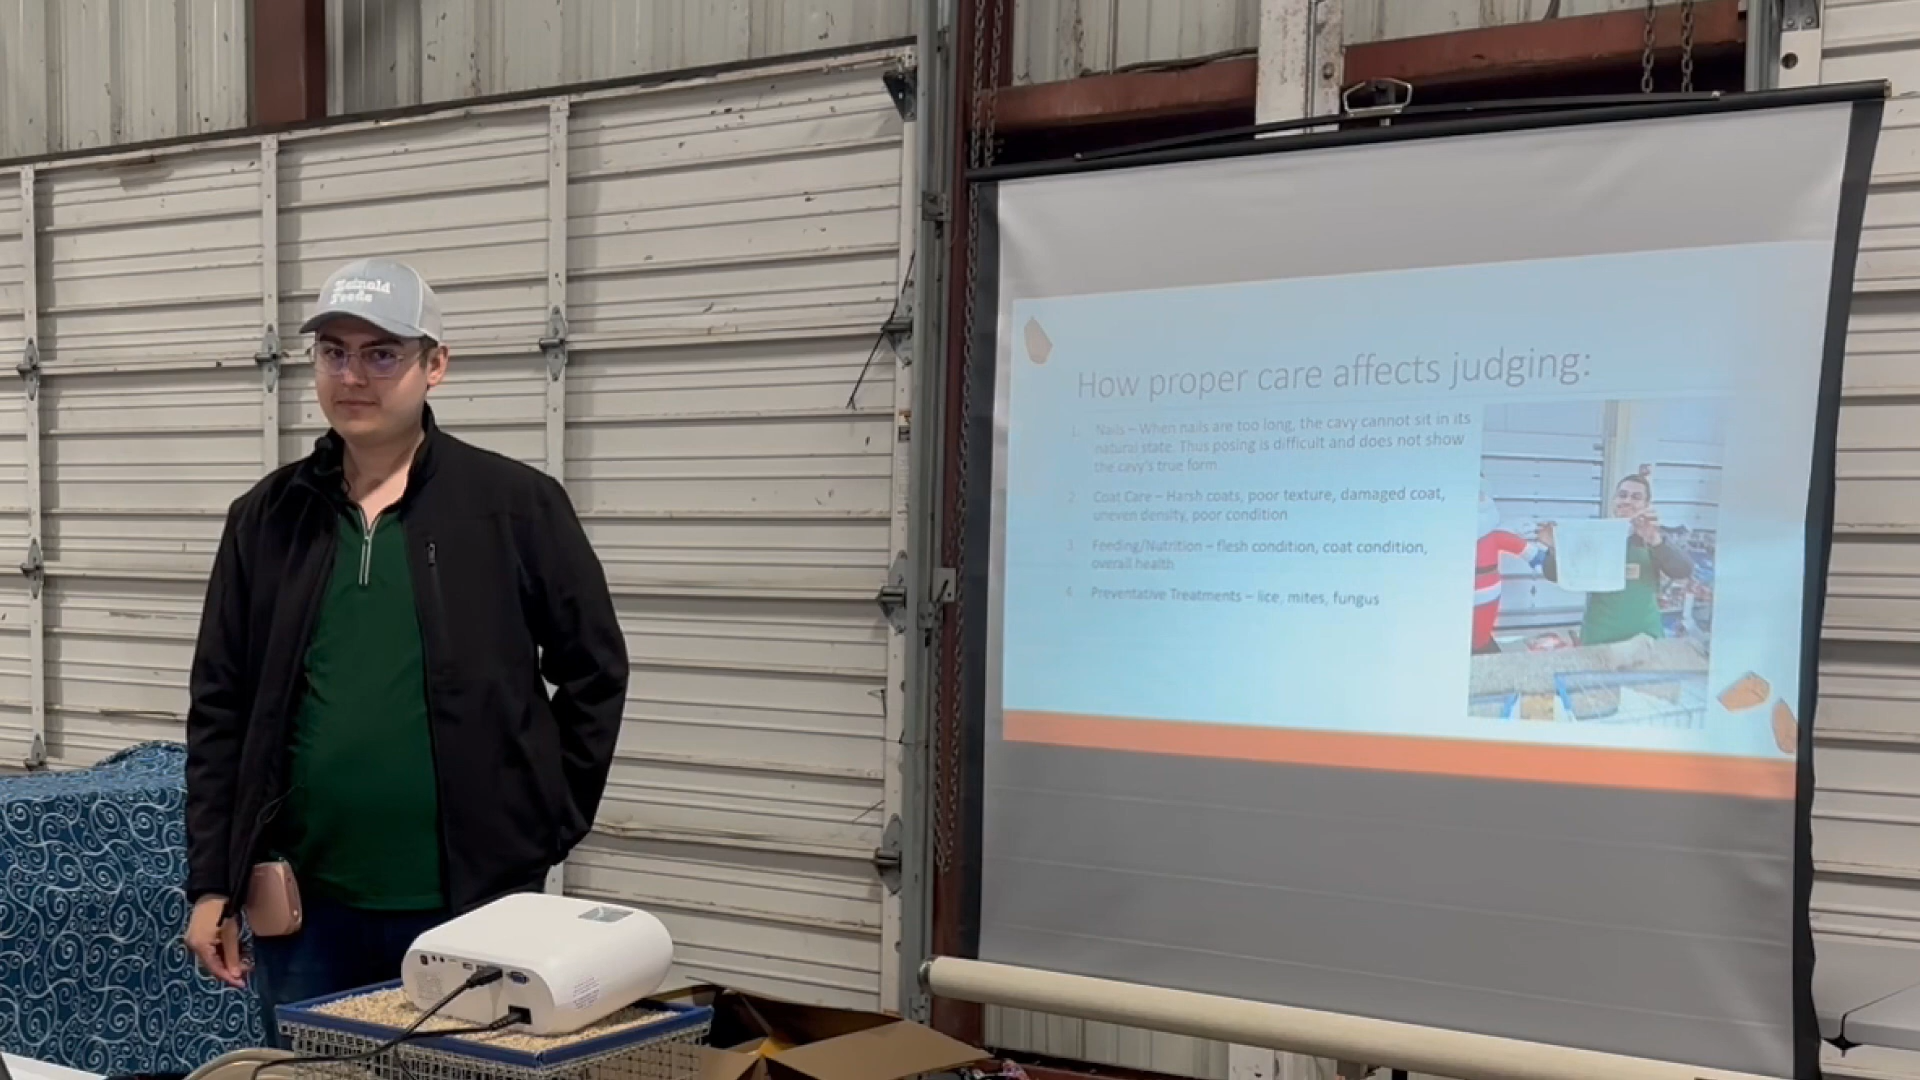 Reinold
Feeds
How proper care affects judging:
1. Nails – When nails are too long, the cavy cannot sit in its
natural state. Thus posing is difficult and does not show
the cavy's true form
2. Coat Care – Harsh coats, poor texture, damaged coat,
uneven density, poor condition
3. Feeding/Nutrition – flesh condition, coat condition,
overall health
4. Preventative Treatments – lice, mites, fungus